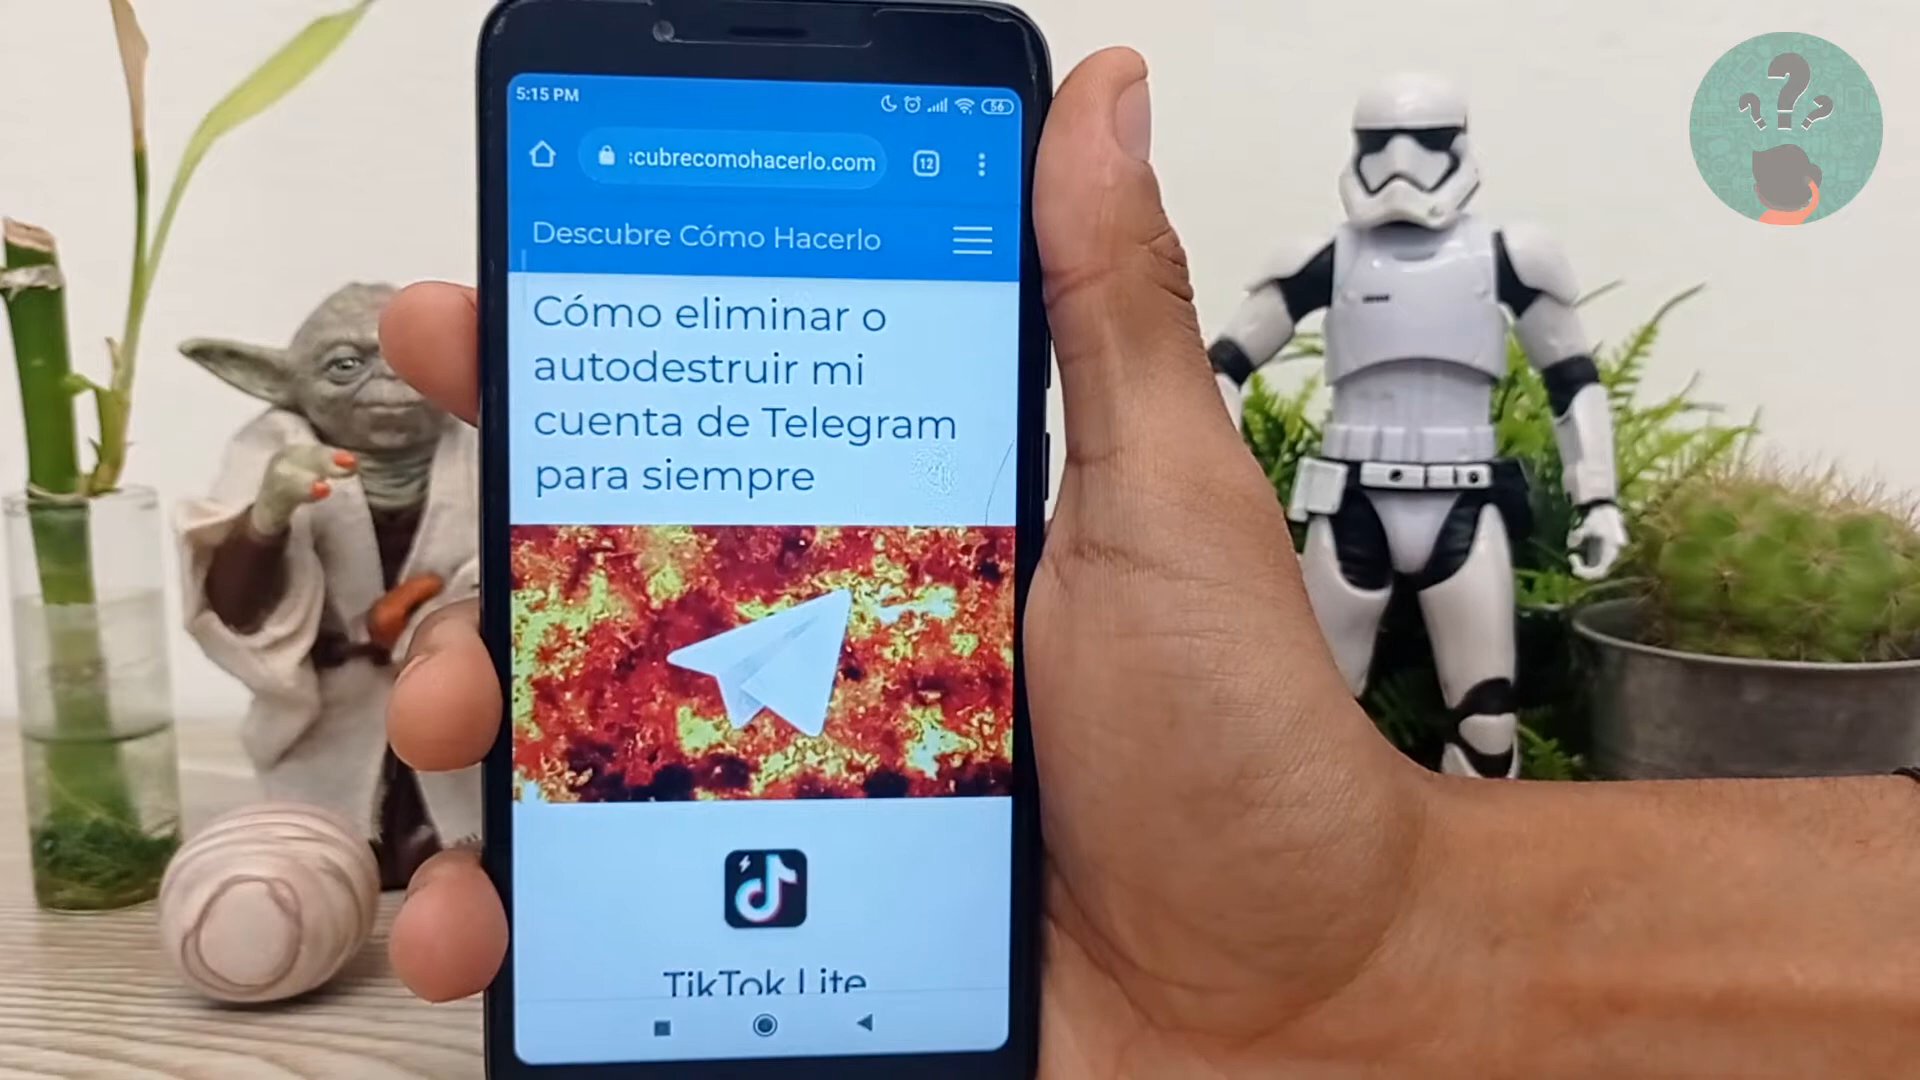 5:15 PM
56
:cubrecomohacerlo.com
12
Descubre Cómo Hacerlo
Cómo eliminar o
autodestruir mi
cuenta de Telegram
para siempre
TikTok Lite